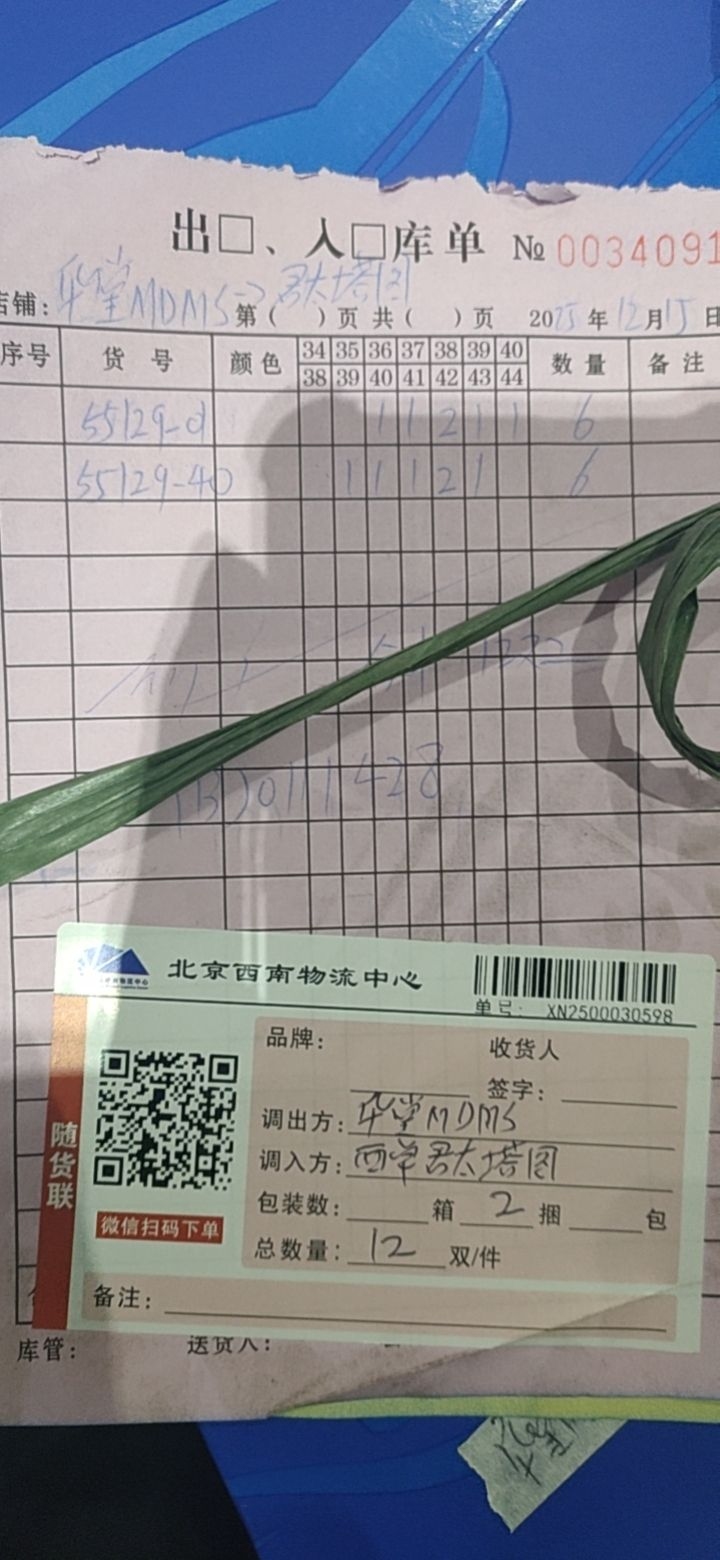 出□、入□库单 № 0034091
店铺: 华堂MDMS→君太塔图
第( )页 共( )页 2025年12月15日
序号 货号 颜色 34 35 36 37 38 39 40 数量 备注
38 39 40 41 42 43 44
55129-01 1 1 2 1 1 6
55129-40 1 1 1 2 1 6
北京西南物流中心
单号: XN2500030598
品牌: 收货人
签字:
调出方: 华堂MDMS
调入方: 西单君太塔图
包装数: 箱 2 捆 包
总数量: 12 双/件
随货联
微信扫码下单
备注:
库管: 送货人: